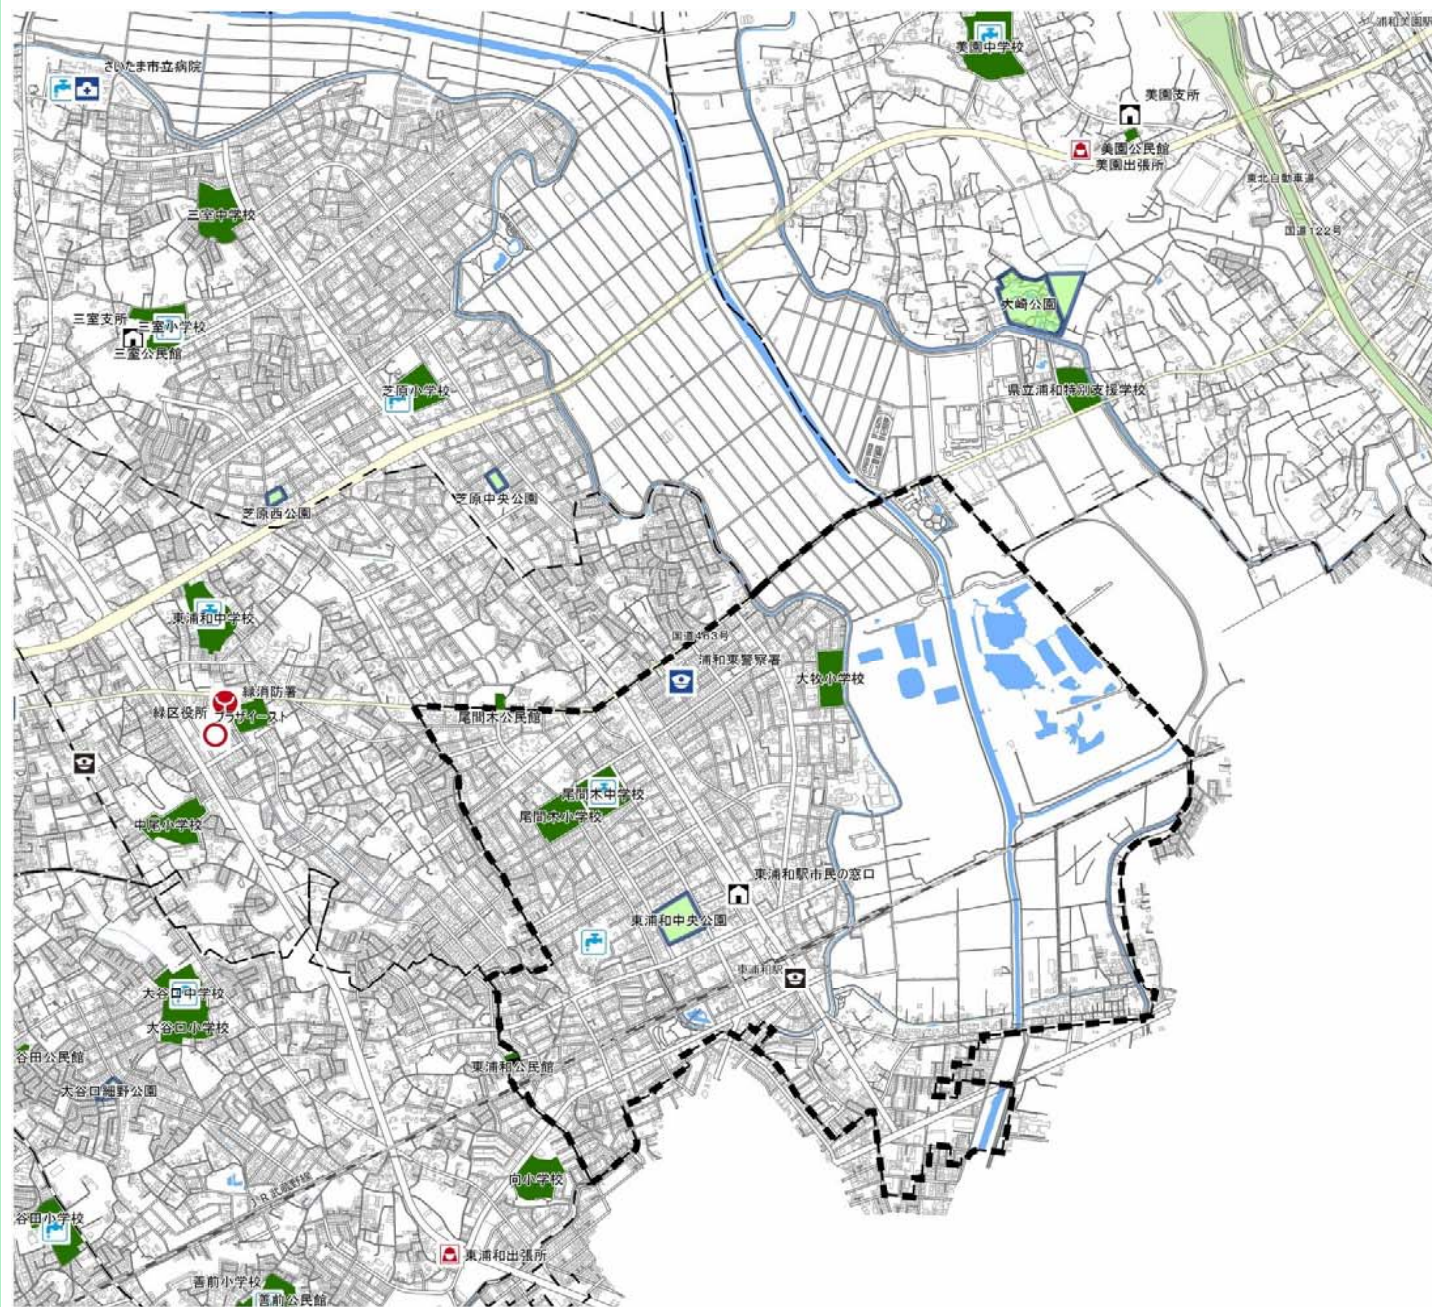 浦和美園駅
さいたま市立病院
美園中学校
美園支所
美園公民館
美園出張所
東北自動車道
三室中学校
国道122号
大崎公園
三室支所
三室小学校
三室公民館
芝原小学校
県立浦和特別支援学校
芝原中央公園
芝原西公園
東浦和中学校
国道463号
浦和東警察署
大牧小学校
緑消防署
緑区役所
プラザイースト
尾間木公民館
尾間木中学校
尾間木小学校
中尾小学校
東浦和駅市民の窓口
東浦和中央公園
東浦和駅
大谷口中学校
大谷口小学校
谷田公民館
東浦和公民館
大谷口細野公園
向小学校
JR武蔵野線
谷田小学校
東浦和出張所
善前小学校
善前公民館